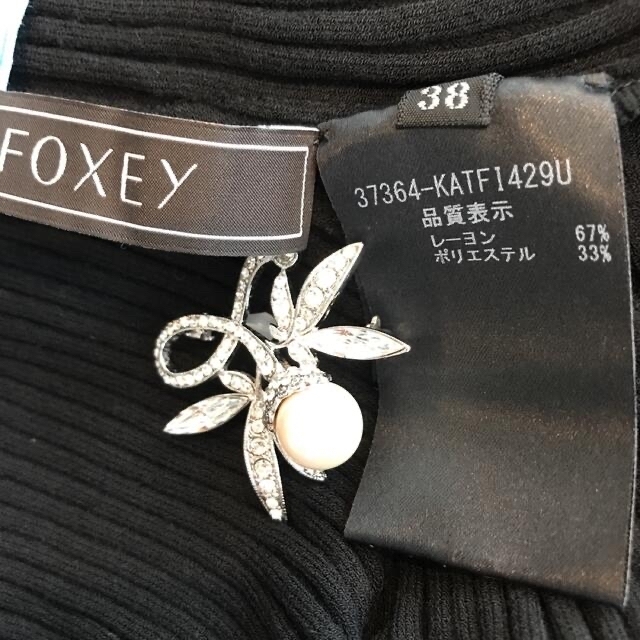 FOXEY
38
37364-KATFI429U
品質表示
レーヨン 67%
ポリエステル 33%